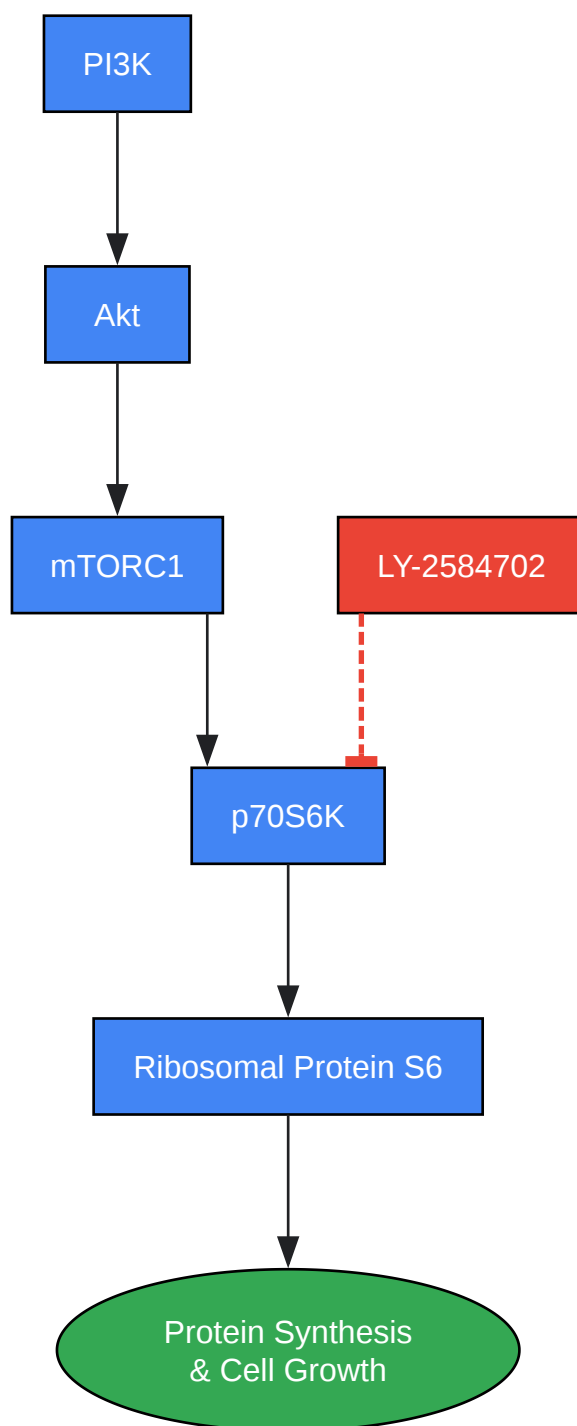 PI3K
Akt
mTORC1
LY-2584702
p70S6K
Ribosomal Protein S6
Protein Synthesis
& Cell Growth